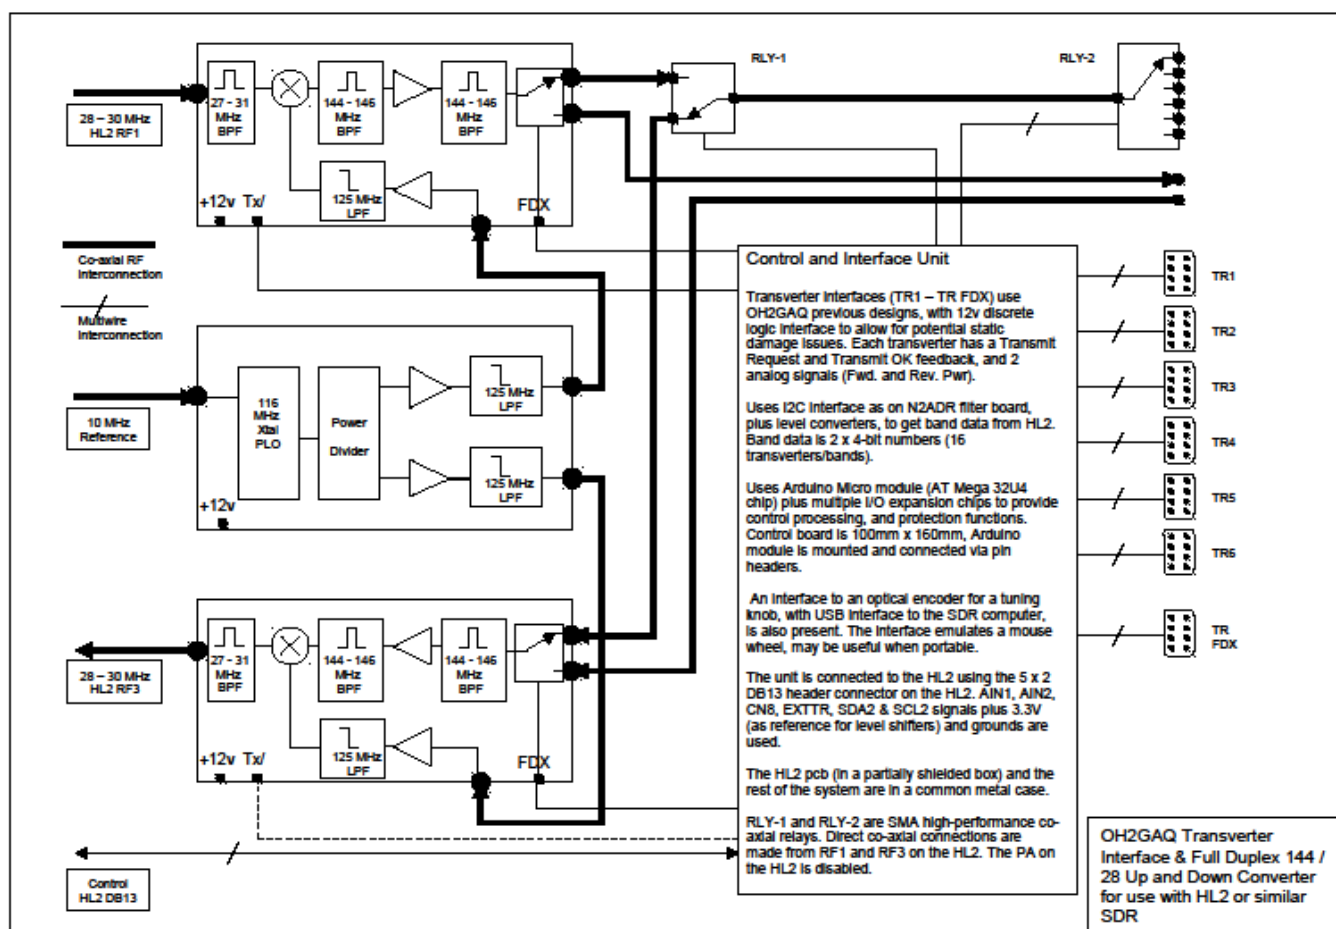 RLY-1
RLY-2
27 - 31
MHz
BPF
144 - 146
MHz
BPF
144 - 146
MHz
BPF
28 – 30 MHz
HL2 RF1
125 MHz
LPF
+12v Tx/
FDX
Co-axial RF
Interconnection
Multiwire
Interconnection
116
MHz
Xtal
PLO
Power
Divider
125 MHz
LPF
125 MHz
LPF
10 MHz
Reference
+12v
27 - 31
MHz
BPF
144 - 146
MHz
BPF
144 - 146
MHz
BPF
28 – 30 MHz
HL2 RF3
125 MHz
LPF
+12v Tx/
FDX
Control
HL2 DB13
Control and Interface Unit
Transverter Interfaces (TR1 – TR FDX) use
OH2GAQ previous designs, with 12v discrete
logic interface to allow for potential static
damage issues. Each transverter has a Transmit
Request and Transmit OK feedback, and 2
analog signals (Fwd. and Rev. Pwr).
Uses I2C Interface as on N2ADR filter board,
plus level converters, to get band data from HL2.
Band data is 2 x 4-bit numbers (16
transverters/bands).
Uses Arduino Micro module (AT Mega 32U4
chip) plus multiple I/O expansion chips to provide
control processing, and protection functions.
Control board is 100mm x 160mm, Arduino
module is mounted and connected via pin
headers.
An Interface to an optical encoder for a tuning
knob, with USB Interface to the SDR computer,
is also present. The Interface emulates a mouse
wheel, may be useful when portable.
The unit is connected to the HL2 using the 5 x 2
DB13 header connector on the HL2. AIN1, AIN2,
CN8, EXTTR, SDA2 & SCL2 signals plus 3.3V
(as reference for level shifters) and grounds are
used.
The HL2 pcb (in a partially shielded box) and the
rest of the system are in a common metal case.
RLY-1 and RLY-2 are SMA high-performance co-
axial relays. Direct co-axial connections are
made from RF1 and RF3 on the HL2. The PA on
the HL2 is disabled.
TR1
TR2
TR3
TR4
TR5
TR6
TR
FDX
OH2GAQ Transverter
Interface & Full Duplex 144 /
28 Up and Down Converter
for use with HL2 or similar
SDR